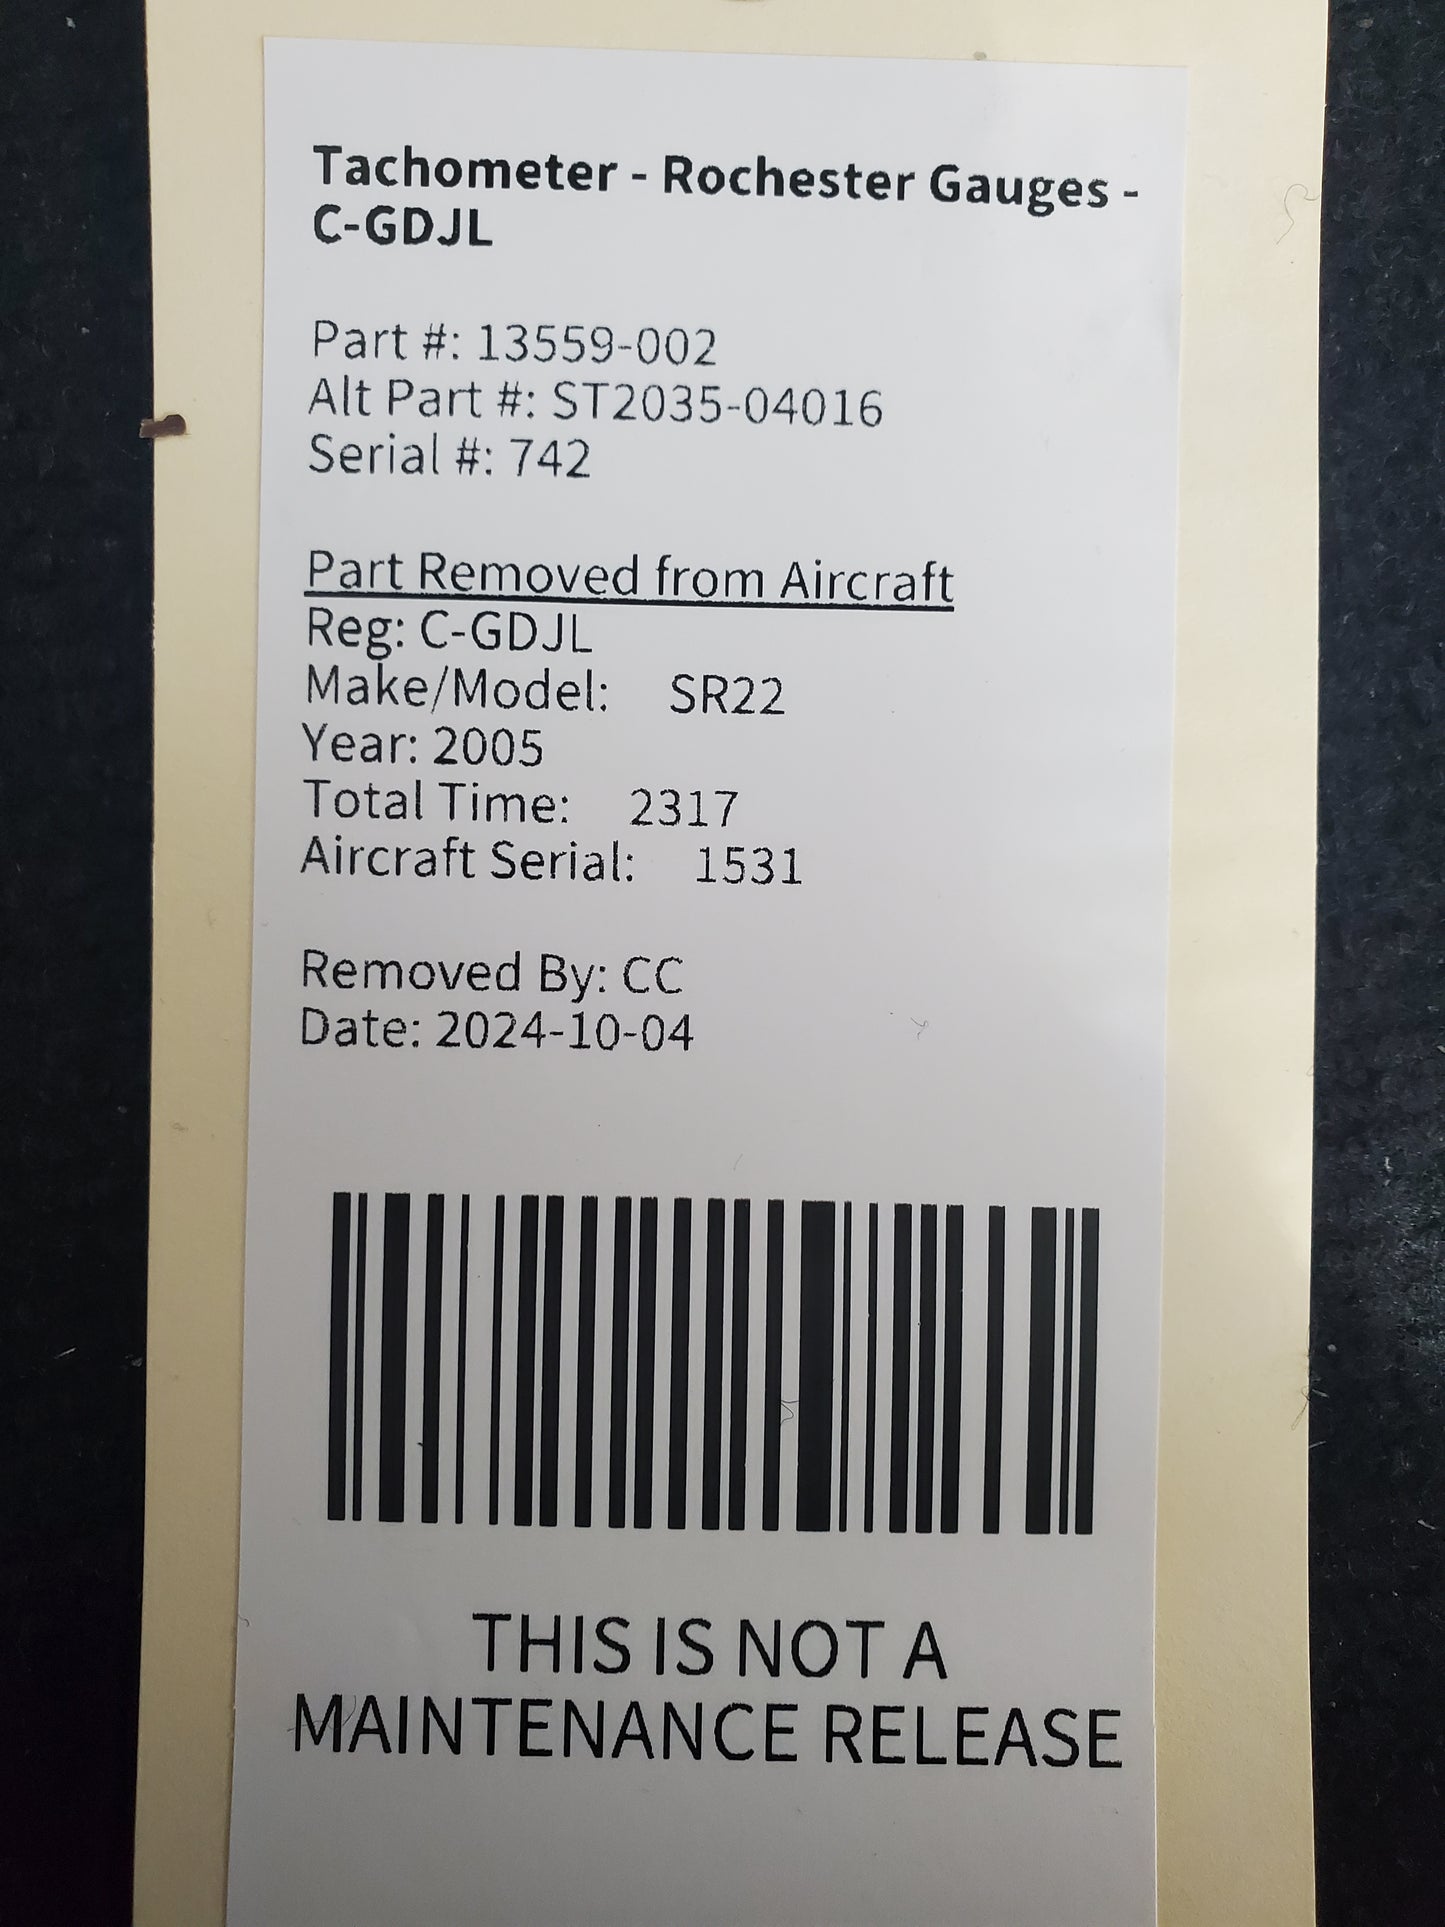 Tachometer - Rochester Gauges -
C-GDJL
Part #: 13559-002
Alt Part #: ST2035-04016
Serial #: 742
Part Removed from Aircraft
Reg: C-GDJL
Make/Model: SR22
Year: 2005
Total Time: 2317
Aircraft Serial: 1531
Removed By: CC
Date: 2024-10-04
THIS IS NOT A
MAINTENANCE RELEASE